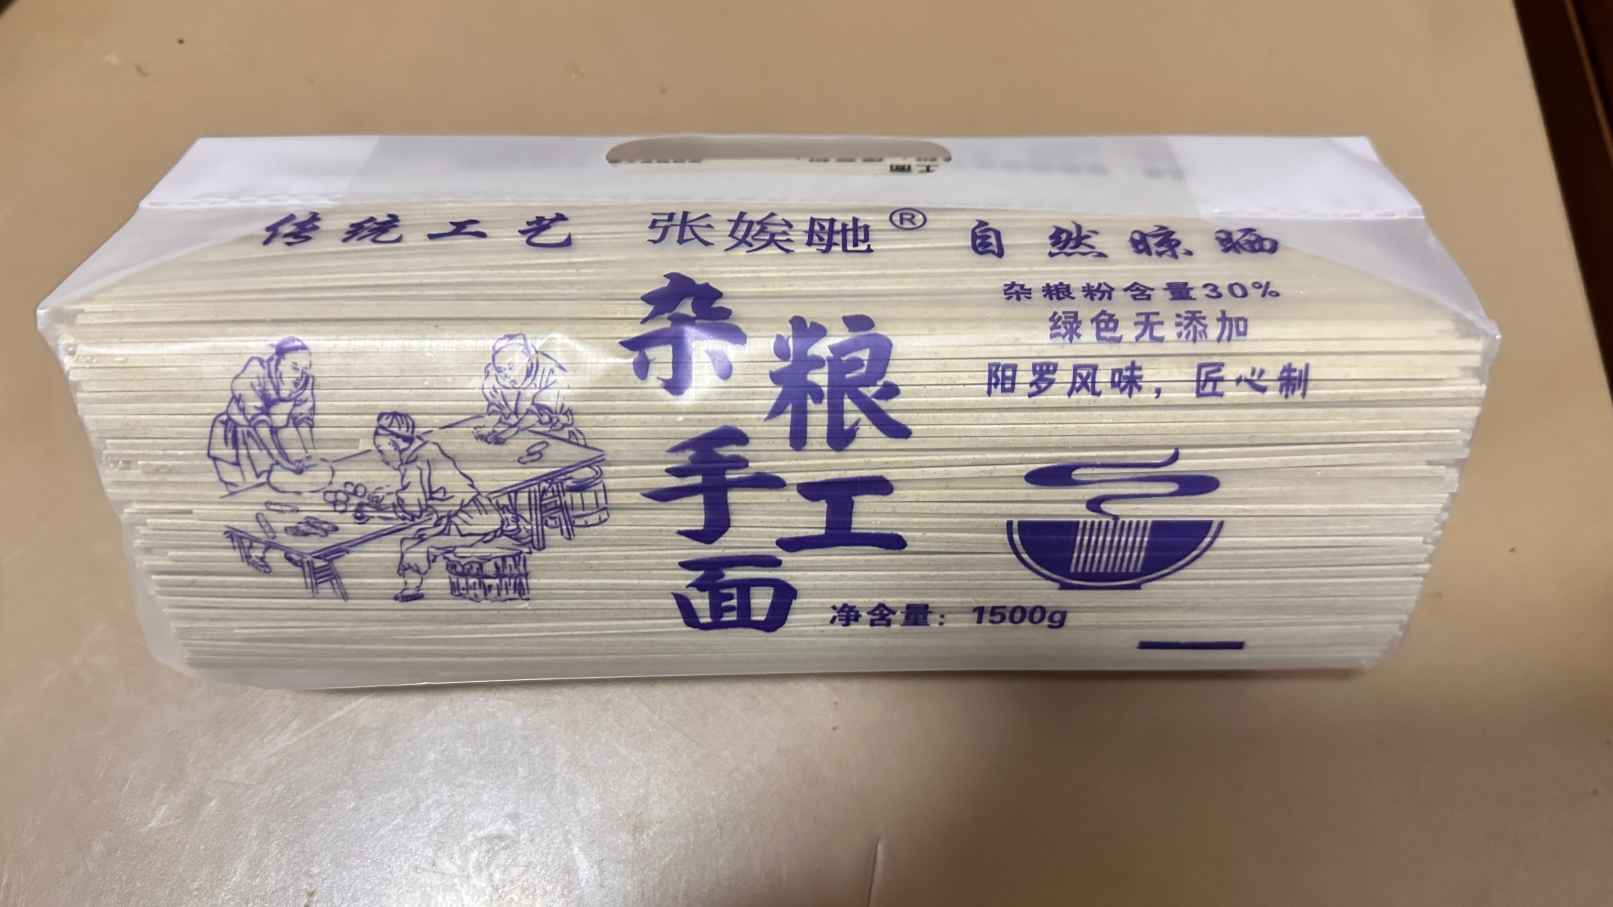 传统工艺 张娭毑® 自然晾晒
杂粮
手工
面
杂粮粉含量30%
绿色无添加
阳罗风味，匠心制
净含量：1500g